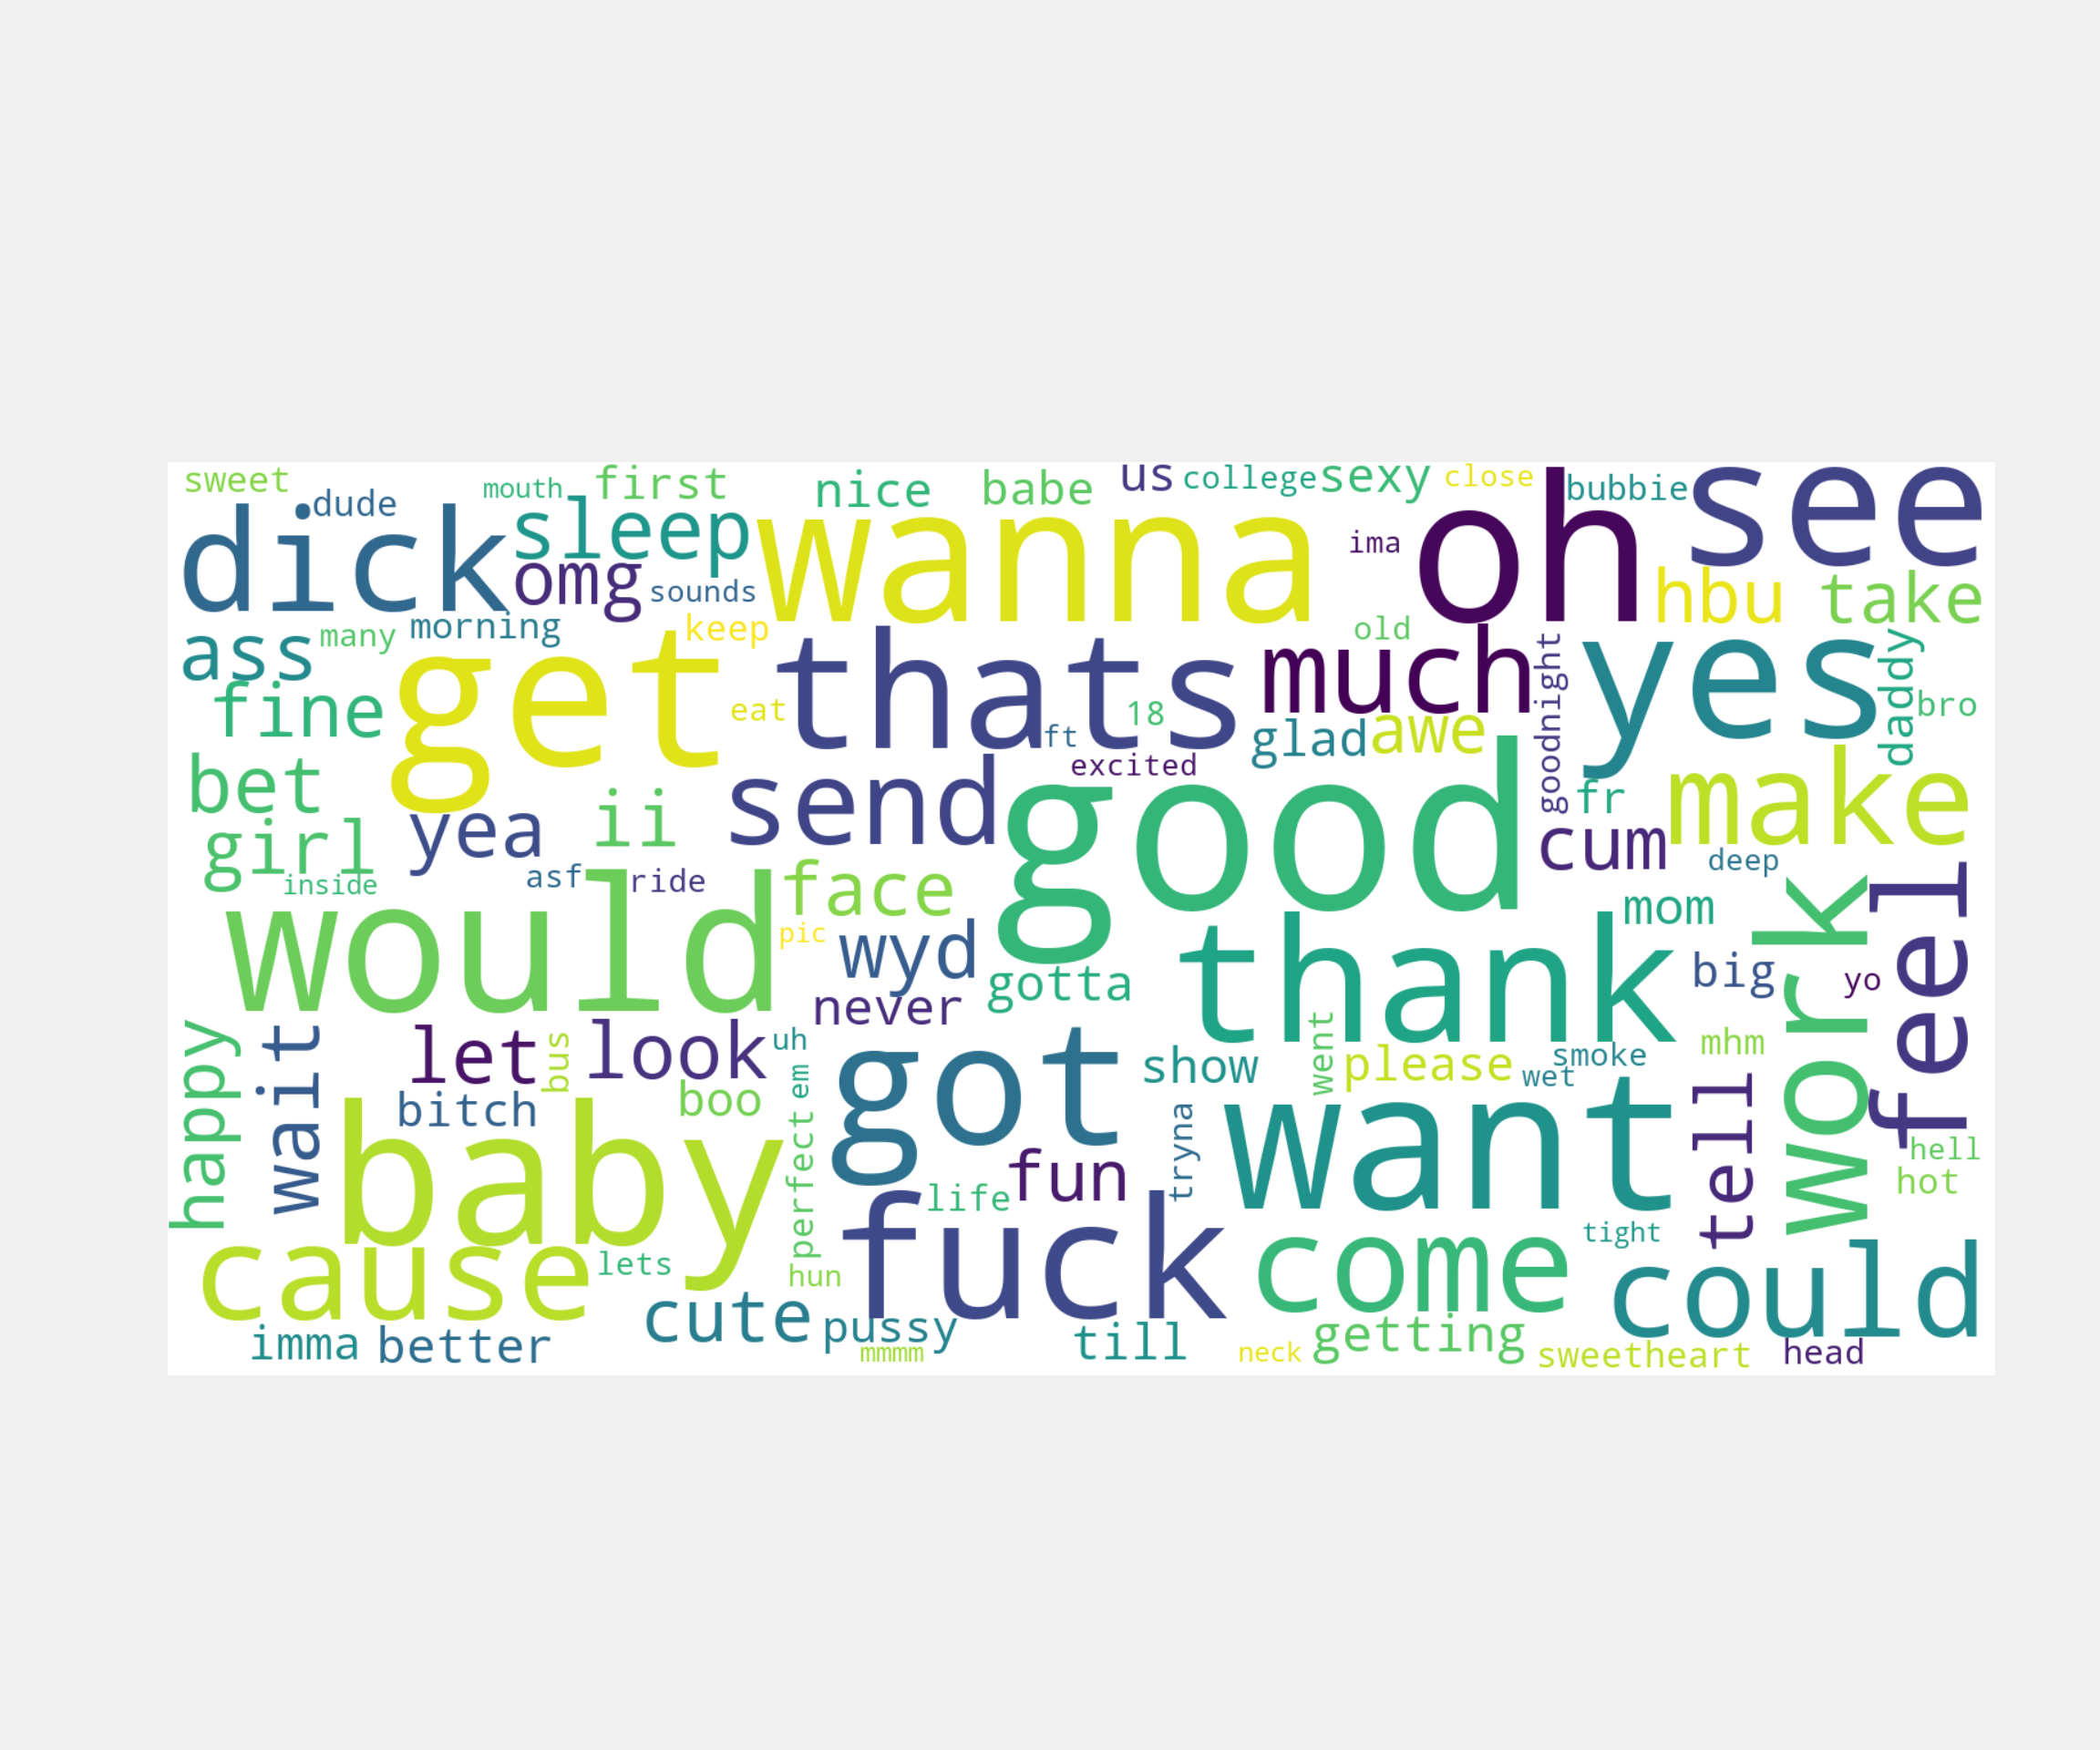 sweet
dude
mouth
first
nice
babe
us
college
sexy
close
bubbie
see
dick
sleep
wanna
oh
omg
sounds
ima
hbu
take
ass
many
morning
keep
old
fine
get
thats
much
goodnight
yes
daddy
bro
eat
18
ft
glad
awe
bet
excited
send
good
fr
make
girl
yea
ii
cum
deep
inside
asf
ride
face
would
pic
wyd
gotta
thank
mom
big
yo
work
feel
never
happy
wait
let
bus
look
uh
em
got
show
went
please
smoke
wet
mhm
bitch
boo
perfect
baby
tryna
want
tell
hell
hot
fun
life
cause
lets
hun
fuck
come
tight
could
cute
pussy
mmmm
imma
better
till
neck
getting
sweetheart
head